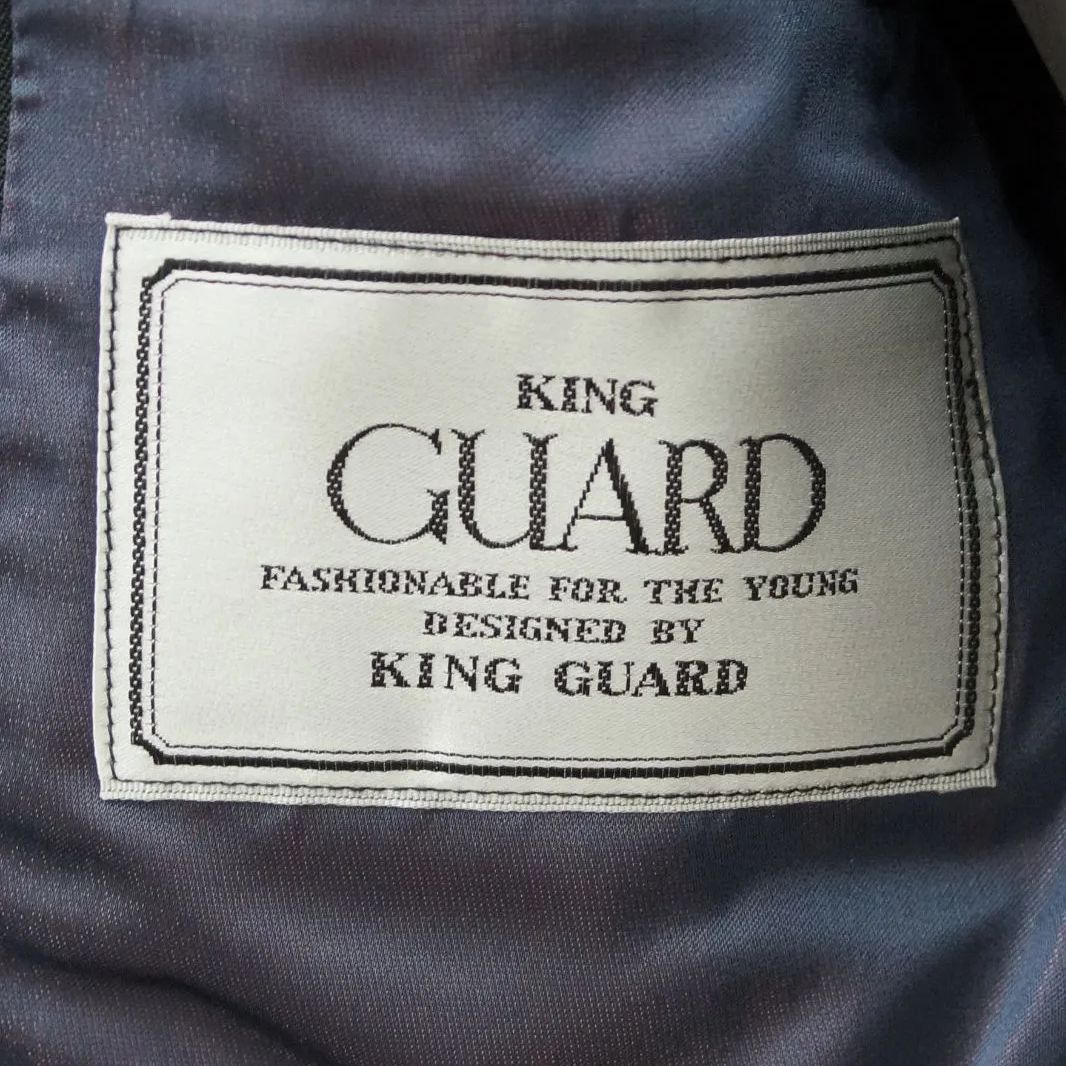 KING
GUARD
FASHIONABLE FOR THE YOUNG
DESIGNED BY
KING GUARD